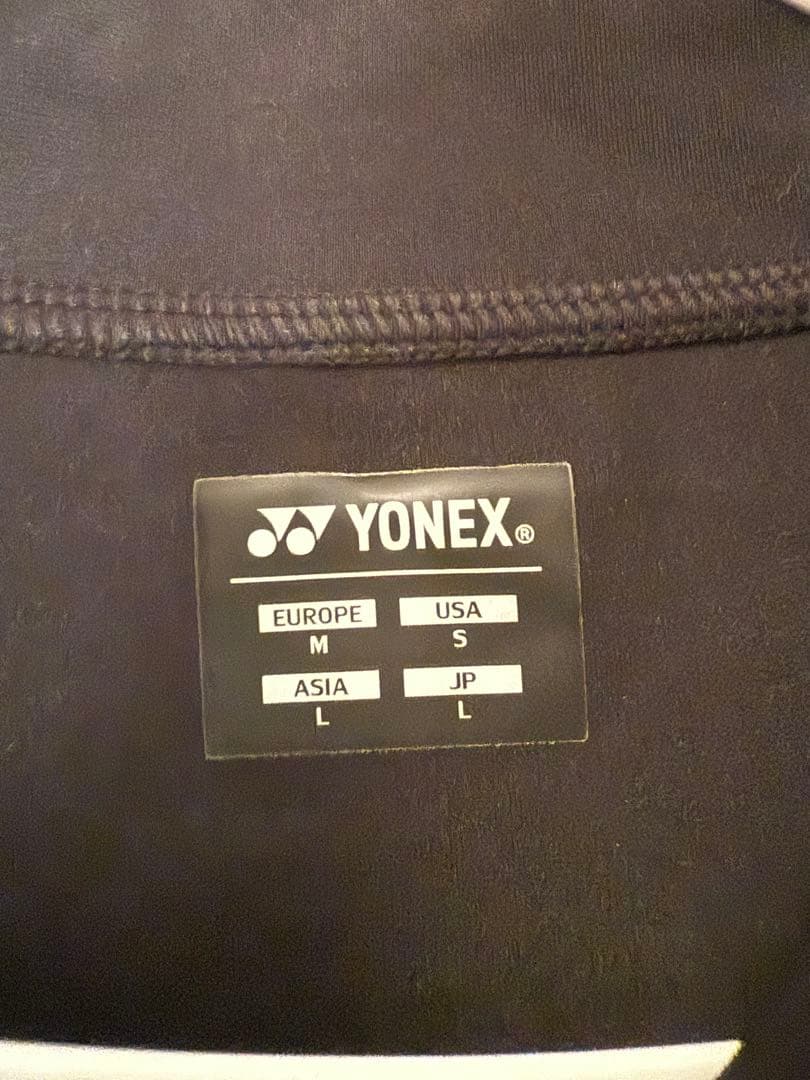 YONEX®
EUROPE USA
M S
ASIA JP
L L